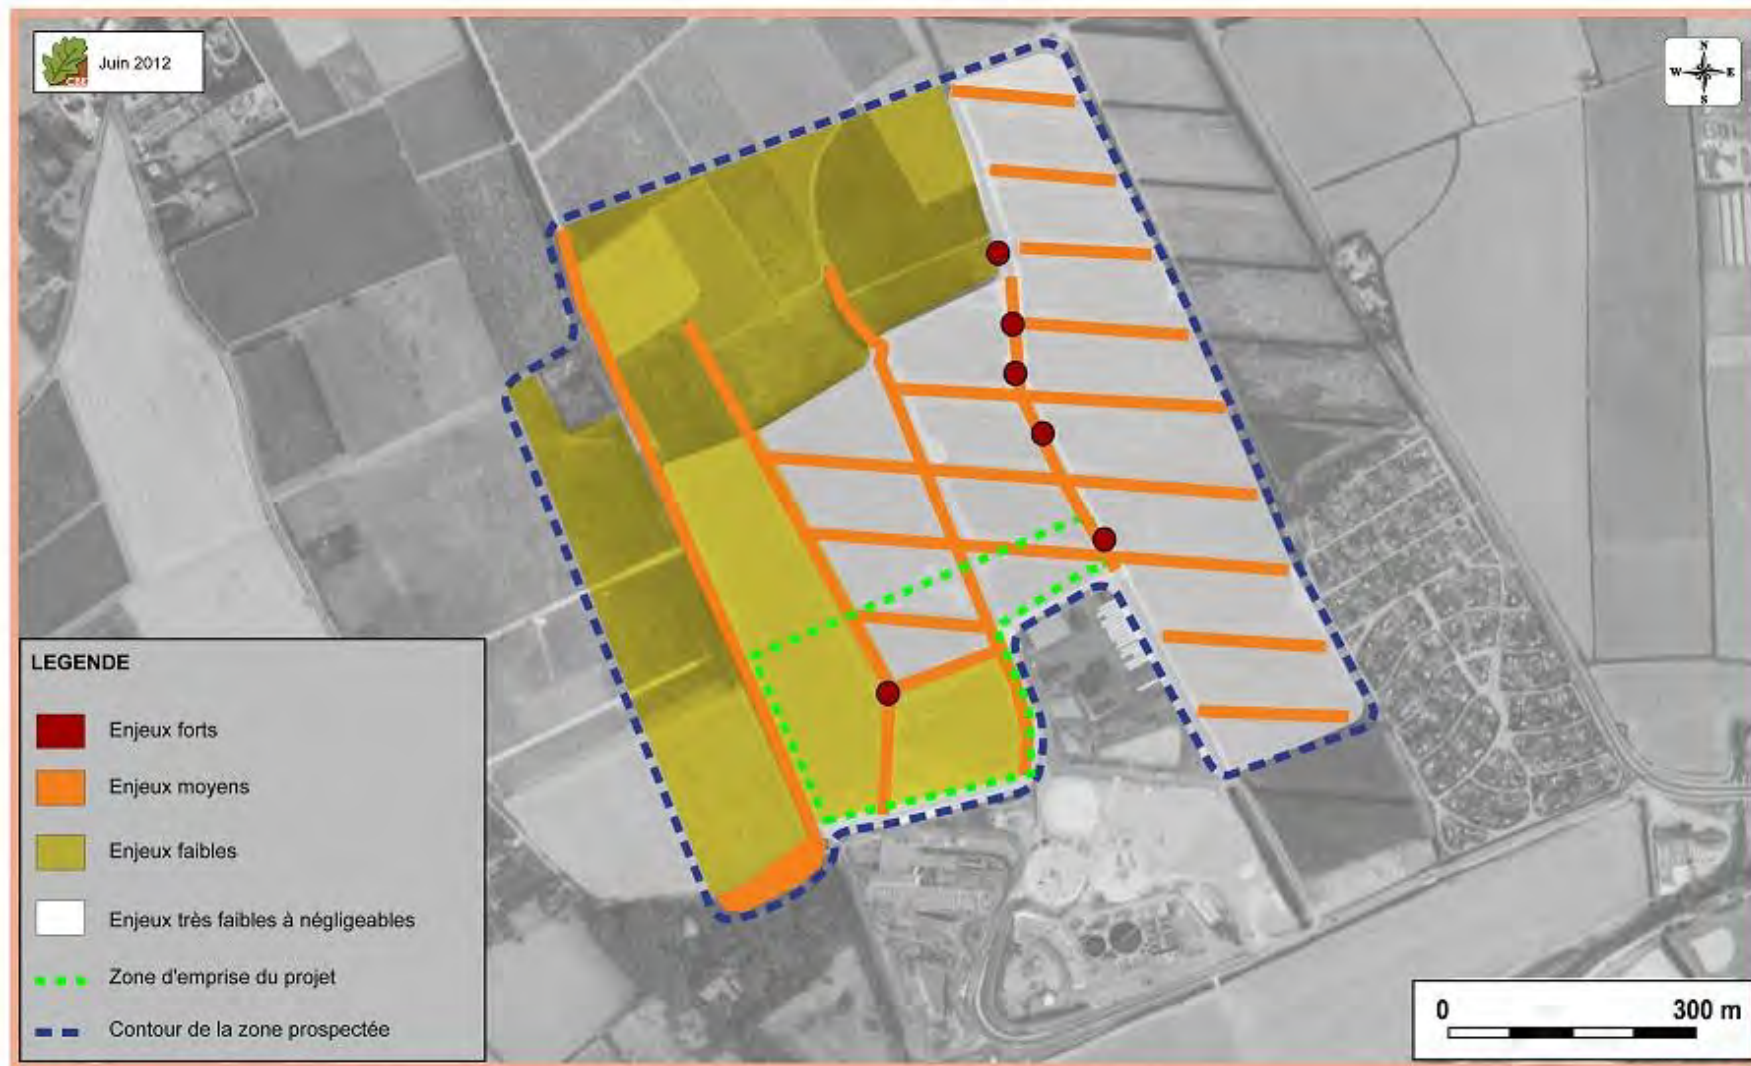 Juin 2012
N
W E
S
LEGENDE
Enjeux forts
Enjeux moyens
Enjeux faibles
Enjeux très faibles à négligeables
Zone d'emprise du projet
Contour de la zone prospectée
0 300 m